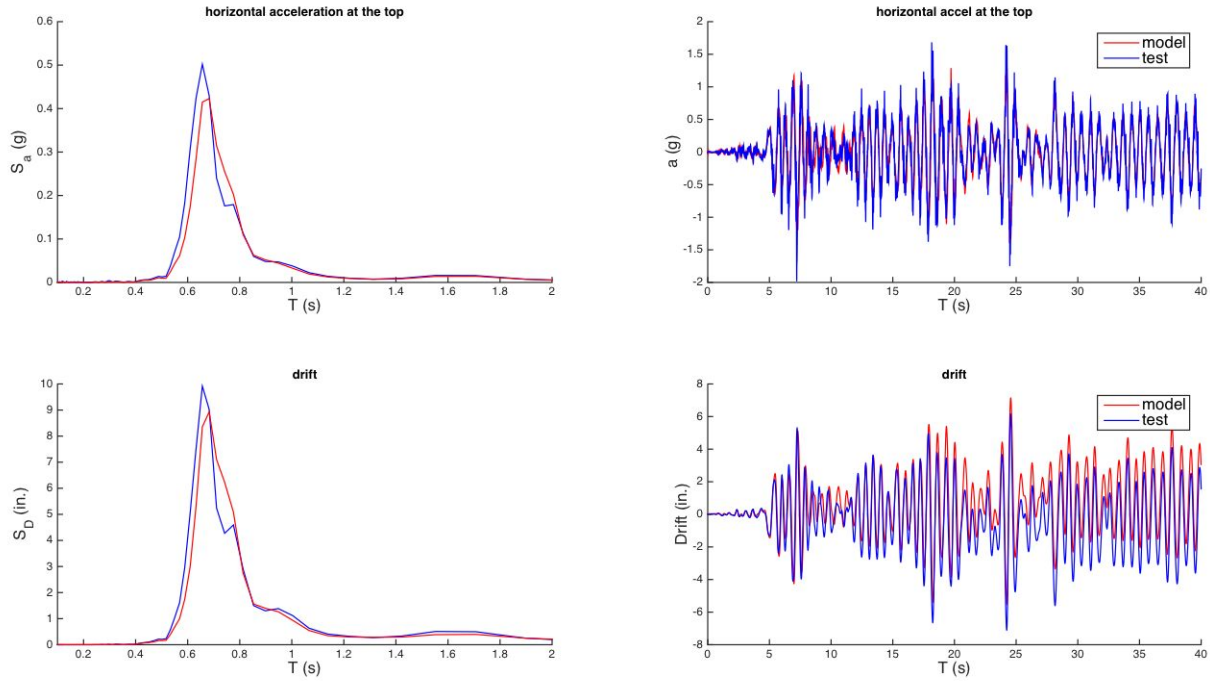 horizontal acceleration at the top
0.6
0.5
0.4
0.3
0.2
0.1
0
S_a (g)
0.2 0.4 0.6 0.8 1 1.2 1.4 1.6 1.8 2
T (s)
horizontal accel at the top
2
1.5
1
0.5
0
-0.5
-1
-1.5
-2
a (g)
model
test
0 5 10 15 20 25 30 35 40
T (s)
drift
10
9
8
7
6
5
4
3
2
1
0
S_D (in.)
0.2 0.4 0.6 0.8 1 1.2 1.4 1.6 1.8 2
T (s)
drift
8
6
4
2
0
-2
-4
-6
-8
Drift (in.)
model
test
0 5 10 15 20 25 30 35 40
T (s)